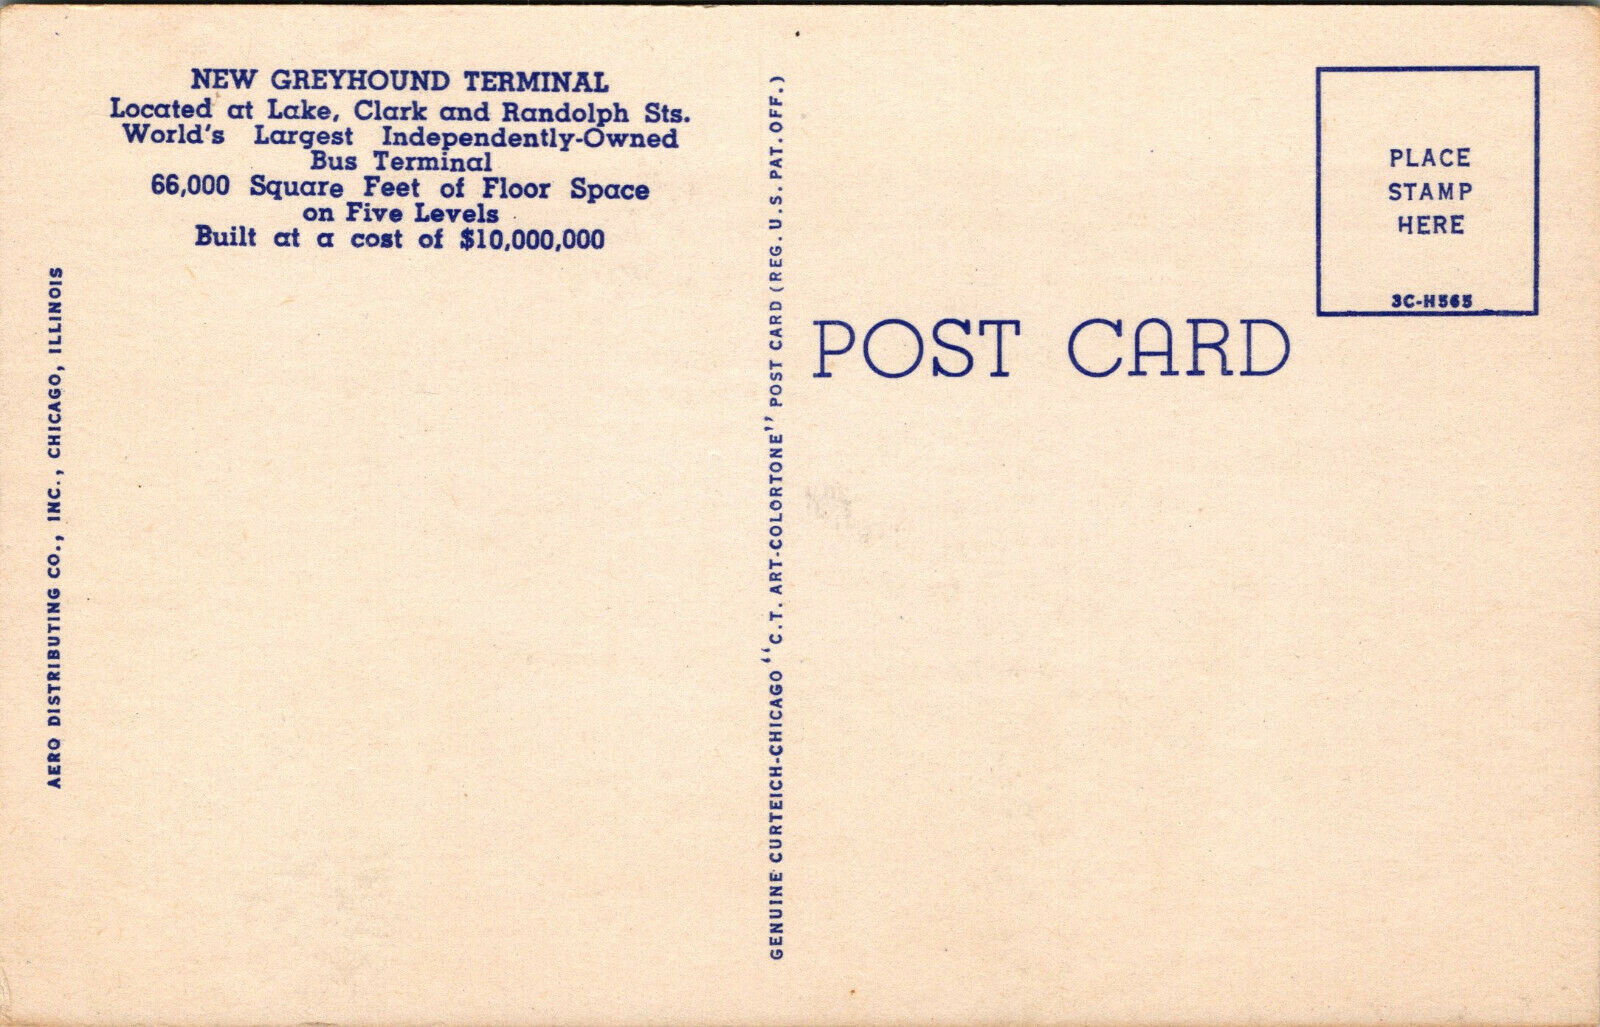 NEW GREYHOUND TERMINAL
Located at Lake, Clark and Randolph Sts.
World's Largest Independently-Owned
Bus Terminal
66,000 Square Feet of Floor Space
on Five Levels
Built at a cost of $10,000,000
AERO DISTRIBUTING CO., INC., CHICAGO, ILLINOIS
GENUINE CURTEICH-CHICAGO "C.T. ART-COLORTONE" POST CARD (REG. U.S. PAT. OFF.)
PLACE
STAMP
HERE
3C-H565
POST CARD